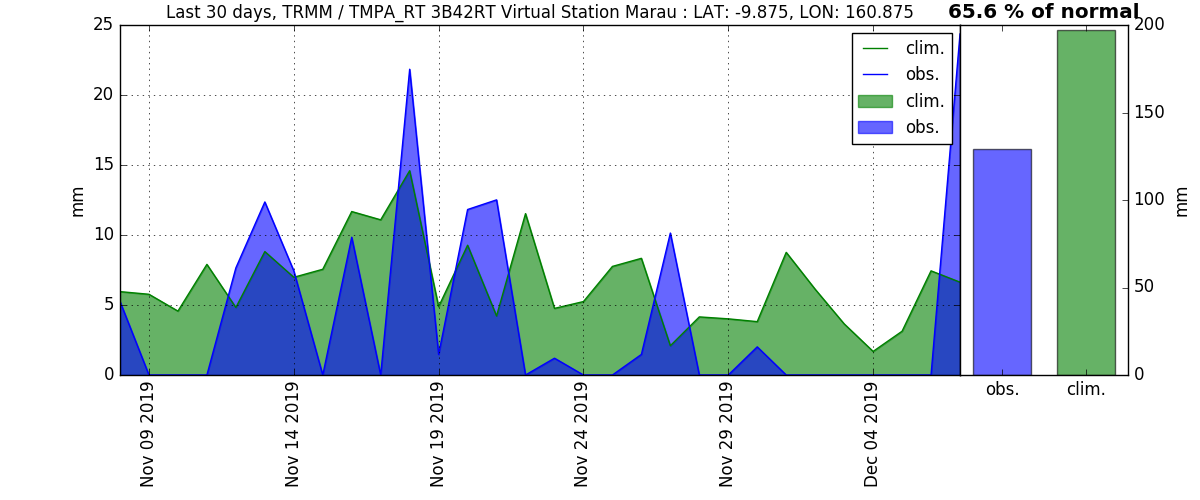 Last 30 days, TRMM / TMPA_RT 3B42RT Virtual Station Marau : LAT: -9.875, LON: 160.875
65.6 % of normal
25
20
15
10
5
0
mm
clim.
obs.
clim.
obs.
200
150
100
50
0
mm
obs.
clim.
Nov 09 2019
Nov 14 2019
Nov 19 2019
Nov 24 2019
Nov 29 2019
Dec 04 2019